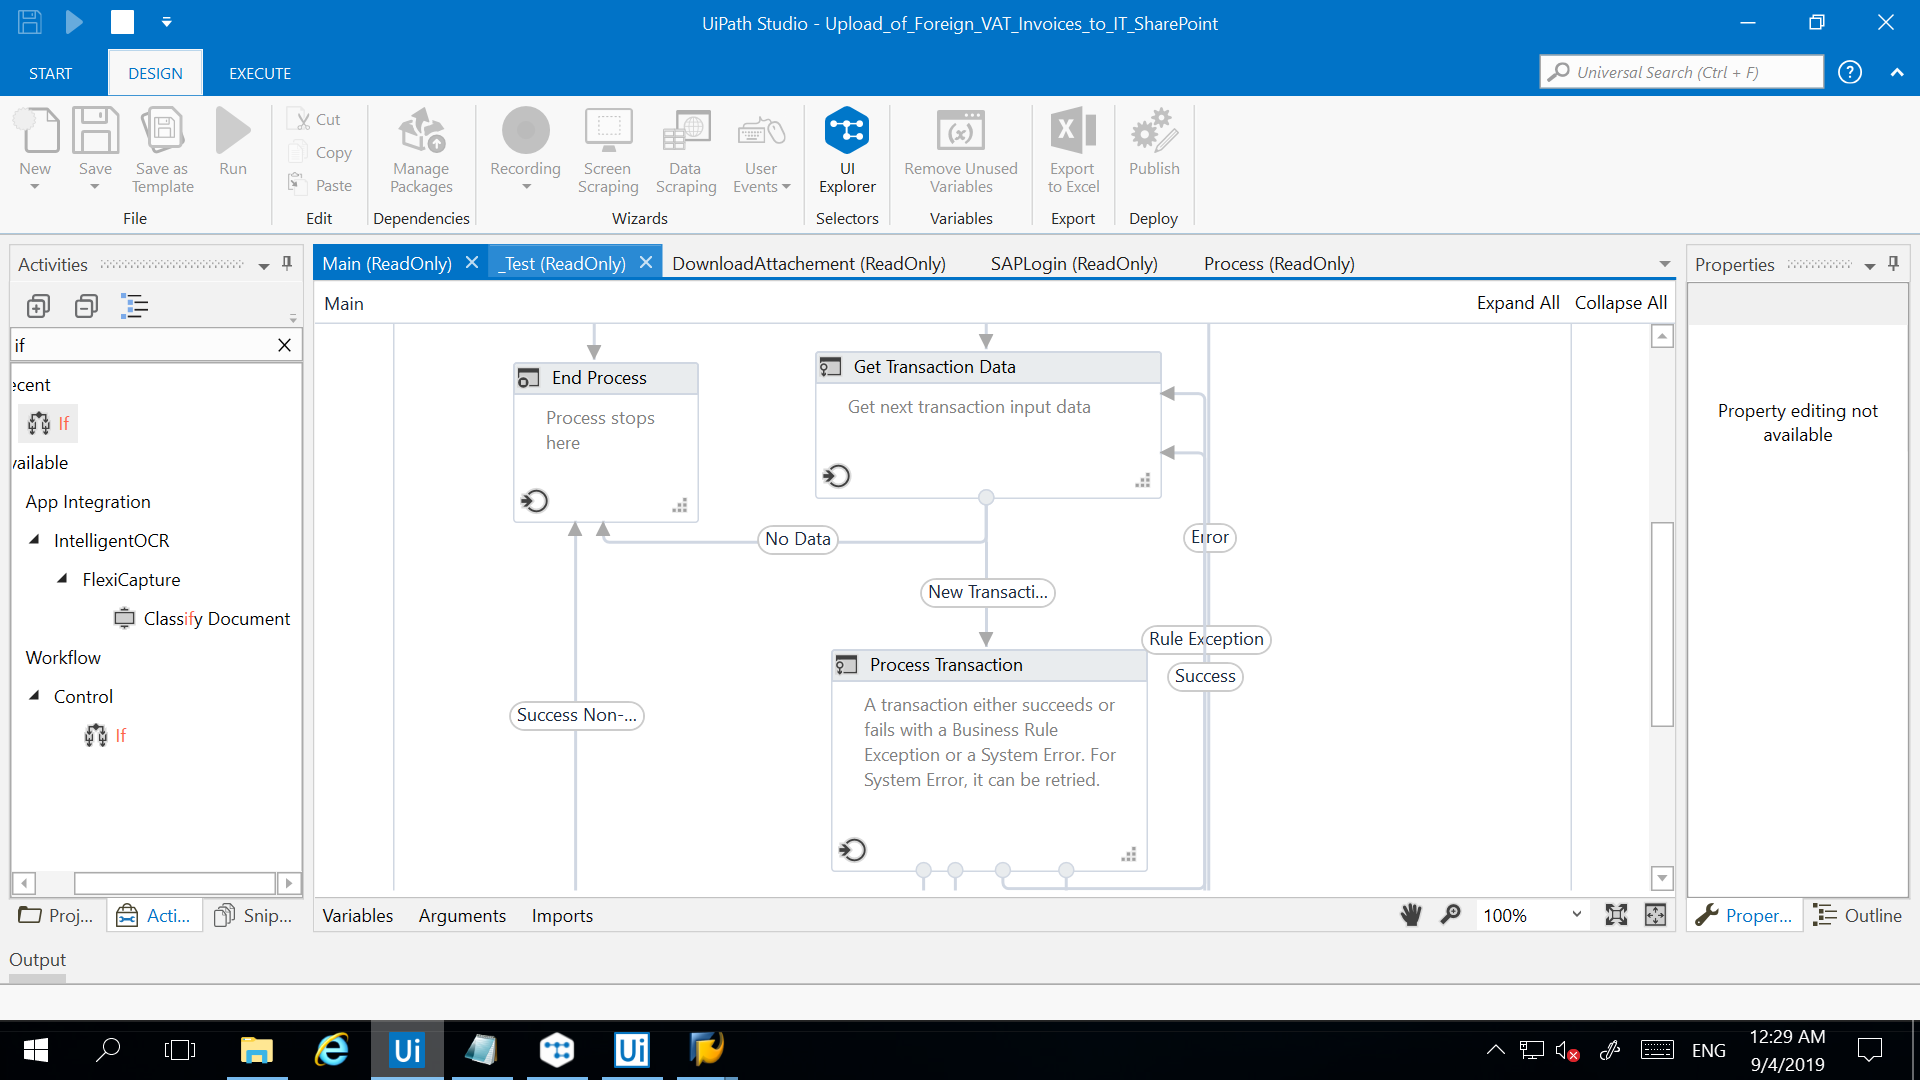 UiPath Studio - Upload_of_Foreign_VAT_Invoices_to_IT_SharePoint
START
DESIGN
EXECUTE
Universal Search (Ctrl + F)
New
Save
Save as
Template
Run
File
Cut
Copy
Paste
Edit
Manage
Packages
Dependencies
Recording
Screen
Scraping
Data
Scraping
User
Events
Wizards
UI
Explorer
Selectors
Remove Unused
Variables
Variables
Export
to Excel
Export
Publish
Deploy
Activities
if
ecent
If
vailable
App Integration
IntelligentOCR
FlexiCapture
Classify Document
Workflow
Control
If
Proj...
Acti...
Snip...
Main (ReadOnly)
_Test (ReadOnly)
DownloadAttachement (ReadOnly)
SAPLogin (ReadOnly)
Process (ReadOnly)
Main
Expand All
Collapse All
End Process
Process stops
here
Get Transaction Data
Get next transaction input data
No Data
Error
New Transacti...
Rule Exception
Success
Success Non-...
Process Transaction
A transaction either succeeds or
fails with a Business Rule
Exception or a System Error. For
System Error, it can be retried.
Variables
Arguments
Imports
100%
Properties
Property editing not
available
Proper...
Outline
Output
Ui
Ui
ENG
12:29 AM
9/4/2019